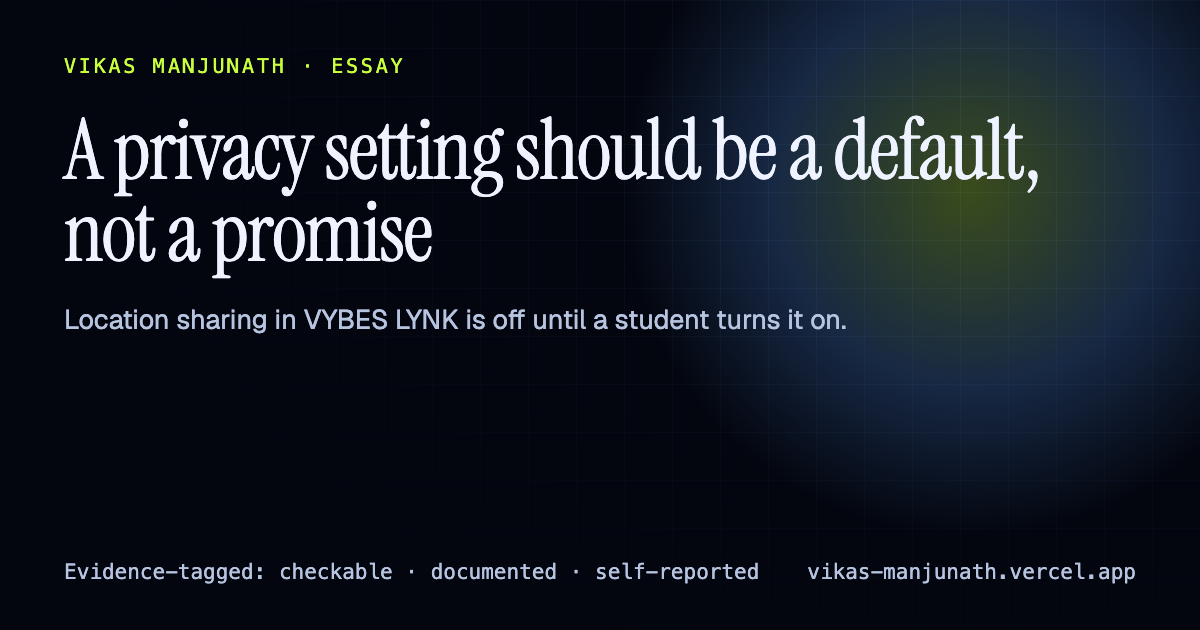 VIKAS MANJUNATH · ESSAY
A privacy setting should be a default,
not a promise
Location sharing in VYBES LYNK is off until a student turns it on.
Evidence-tagged: checkable · documented · self-reported
vikas-manjunath.vercel.app